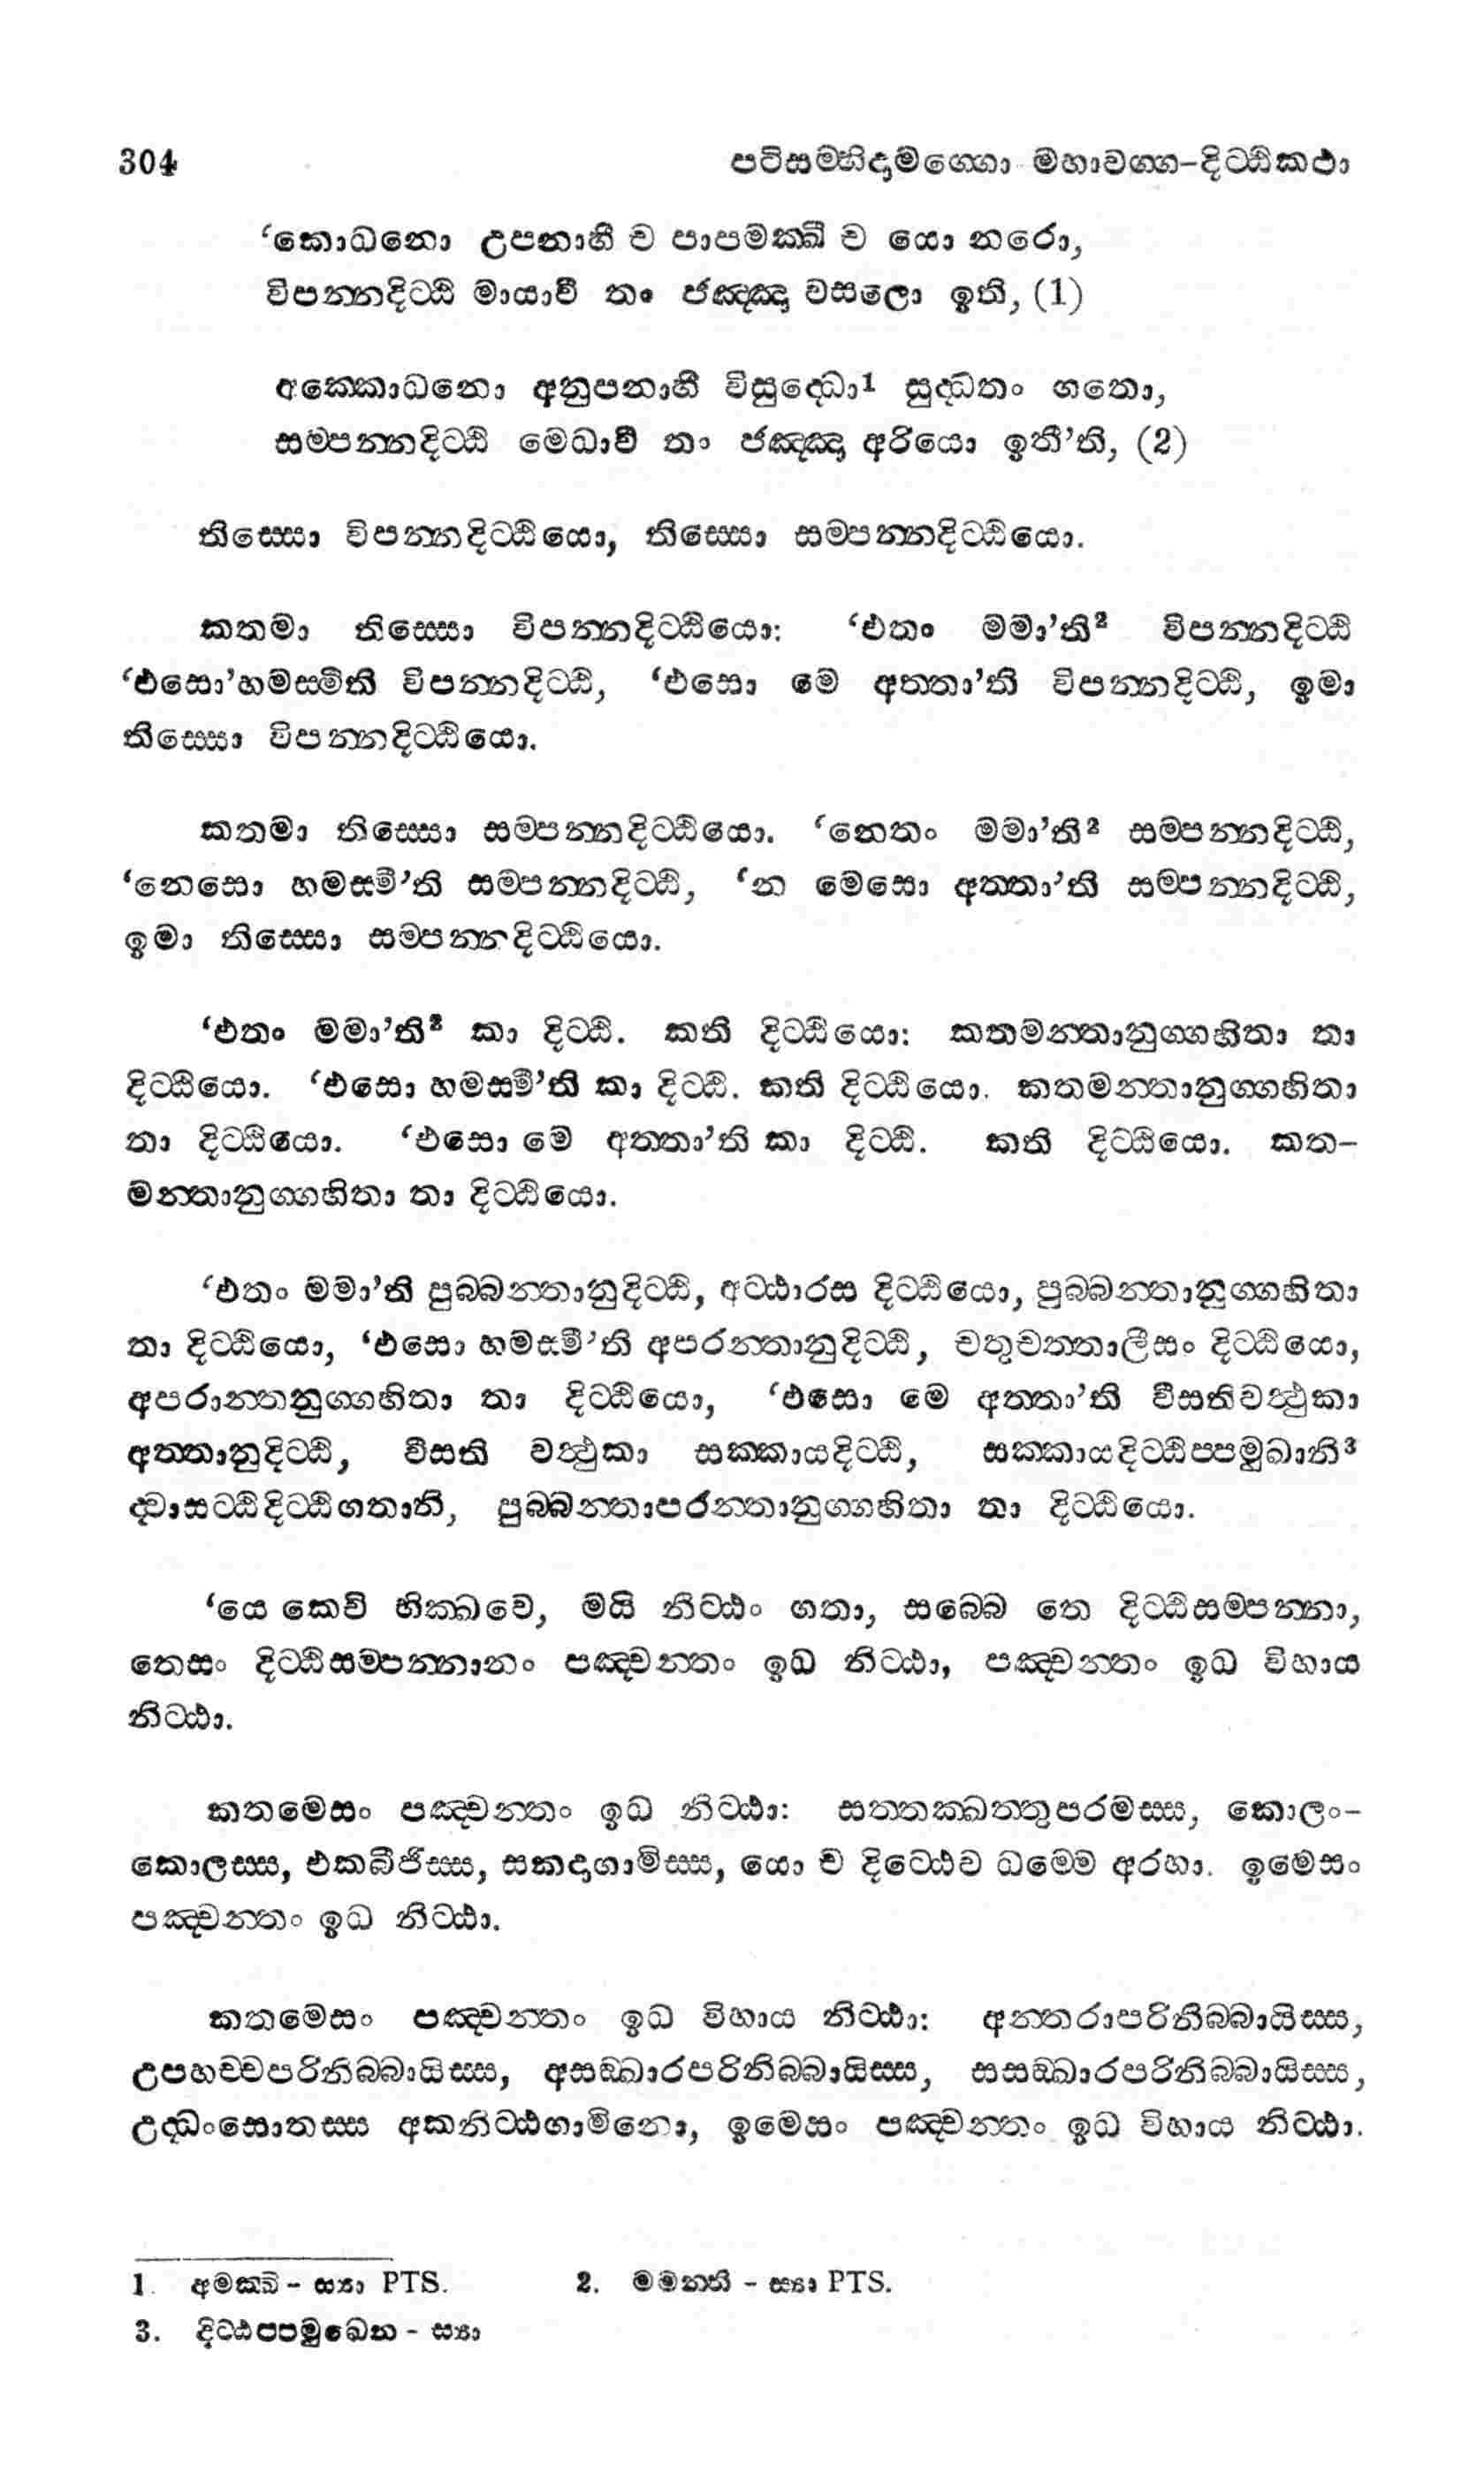 304 පටිසම්භිදාමග්ගො මහාවග්ග-දිට්ඨිකථා
‘කොධනො උපනාහී ච පාපමක්ඛී ච යො නරො,
විපන්නදිට්ඨි මායාවී තං ජඤ්ඤා වසලො ඉති, (1)
අක්කොධනො අනුපනාහී විසුද්ධො1 සුද්ධතං ගතො,
සම්පන්නදිට්ඨි මෙධාවී තං ජඤ්ඤා අරියො ඉතී’ති, (2)
තිස්සො විපන්නදිට්ඨියො, තිස්සො සම්පන්නදිට්ඨියො.
කතමා තිස්සො විපන්නදිට්ඨියො: ‘එතං මමා’ති2 විපන්නදිට්ඨි
‘එසො’හමස්මිති විපන්නදිට්ඨි, ‘එසො මෙ අත්තා’ති විපන්නදිට්ඨි, ඉමා
තිස්සො විපන්නදිට්ඨියො.
කතමා තිස්සො සම්පන්නදිට්ඨියො. ‘නෙතං මමා’ති2 සම්පන්නදිට්ඨි,
‘නෙසො හමස්මී’ති සම්පන්නදිට්ඨි, ‘න මෙසො අත්තා’ති සම්පන්නදිට්ඨි,
ඉමා තිස්සො සම්පන්නදිට්ඨියො.
‘එතං මමා’ති2 කා දිට්ඨි. කති දිට්ඨියො: කතමන්තානුග්ගහිතා තා
දිට්ඨියො. ‘එසො හමස්මී’ති කා දිට්ඨි. කති දිට්ඨියො. කතමන්තානුග්ගහිතා
තා දිට්ඨියො. ‘එසො මෙ අත්තා’ති කා දිට්ඨි. කති දිට්ඨියො. කත-
මන්තානුග්ගහිතා තා දිට්ඨියො.
‘එතං මමා’ති පුබ්බන්තානුදිට්ඨි, අට්ඨාරස දිට්ඨියො, පුබ්බන්තානුග්ගහිතා
තා දිට්ඨියො, ‘එසො හමස්මී’ති අපරන්තානුදිට්ඨි, චතුචත්තාලීසං දිට්ඨියො,
අපරාන්තනුග්ගහිතා තා දිට්ඨියො, ‘එසො මෙ අත්තා’ති වීසතිවත්ථුකා
අත්තානුදිට්ඨි, වීසති වත්ථුකා සක්කායදිට්ඨි, සක්කායදිට්ඨිප්පමුඛානි3
ද්වාසට්ඨිදිට්ඨිගතානි, පුබ්බන්තාපරන්තානුග්ගහිතා තා දිට්ඨියො.
‘යෙ කෙචි භික්ඛවෙ, මයි නිට්ඨං ගතා, සබ්බෙ තෙ දිට්ඨිසම්පන්නා,
තෙසං දිට්ඨිසම්පන්නානං පඤ්චන්නං ඉධ නිට්ඨා, පඤ්චන්නං ඉධ විහාය
නිට්ඨා.
කතමෙසං පඤ්චන්නං ඉධ නිට්ඨා: සත්තක්ඛත්තුපරමස්ස, කොලං-
කොලස්ස, එකබීජිස්ස, සකදාගාමිස්ස, යො ච දිට්ඨෙව ධම්මෙ අරහා. ඉමෙසං
පඤ්චන්නං ඉධ නිට්ඨා.
කතමෙසං පඤ්චන්නං ඉධ විහාය නිට්ඨා: අන්තරාපරිනිබ්බායිස්ස,
උපහච්චපරිනිබ්බායිස්ස, අසඞ්ඛාරපරිනිබ්බායිස්ස, සසඞ්ඛාරපරිනිබ්බායිස්ස,
උද්ධංසොතස්ස අකනිට්ඨගාමිනො, ඉමෙසං පඤ්චන්නං ඉධ විහාය නිට්ඨා.
1. අමක්ඛි - ස්‍යා PTS. 2. මමන්ති - ස්‍යා PTS.
3. දිට්ඨප්පමුඛෙන - ස්‍යා